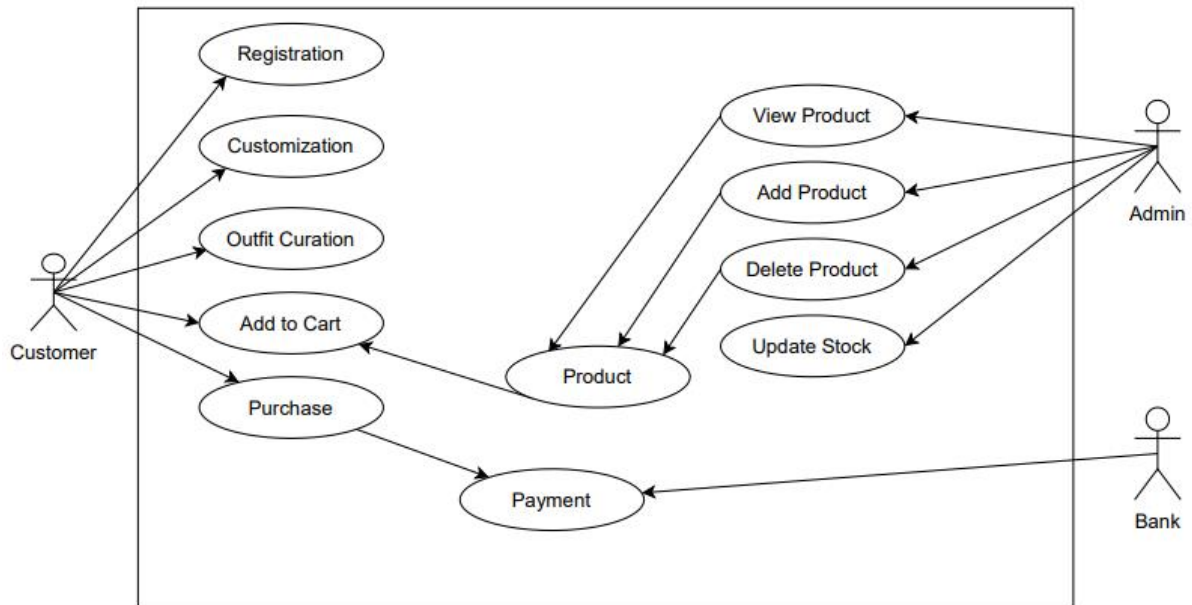 Registration
Customization
Outfit Curation
Add to Cart
Purchase
Customer
View Product
Add Product
Delete Product
Update Stock
Product
Payment
Admin
Bank